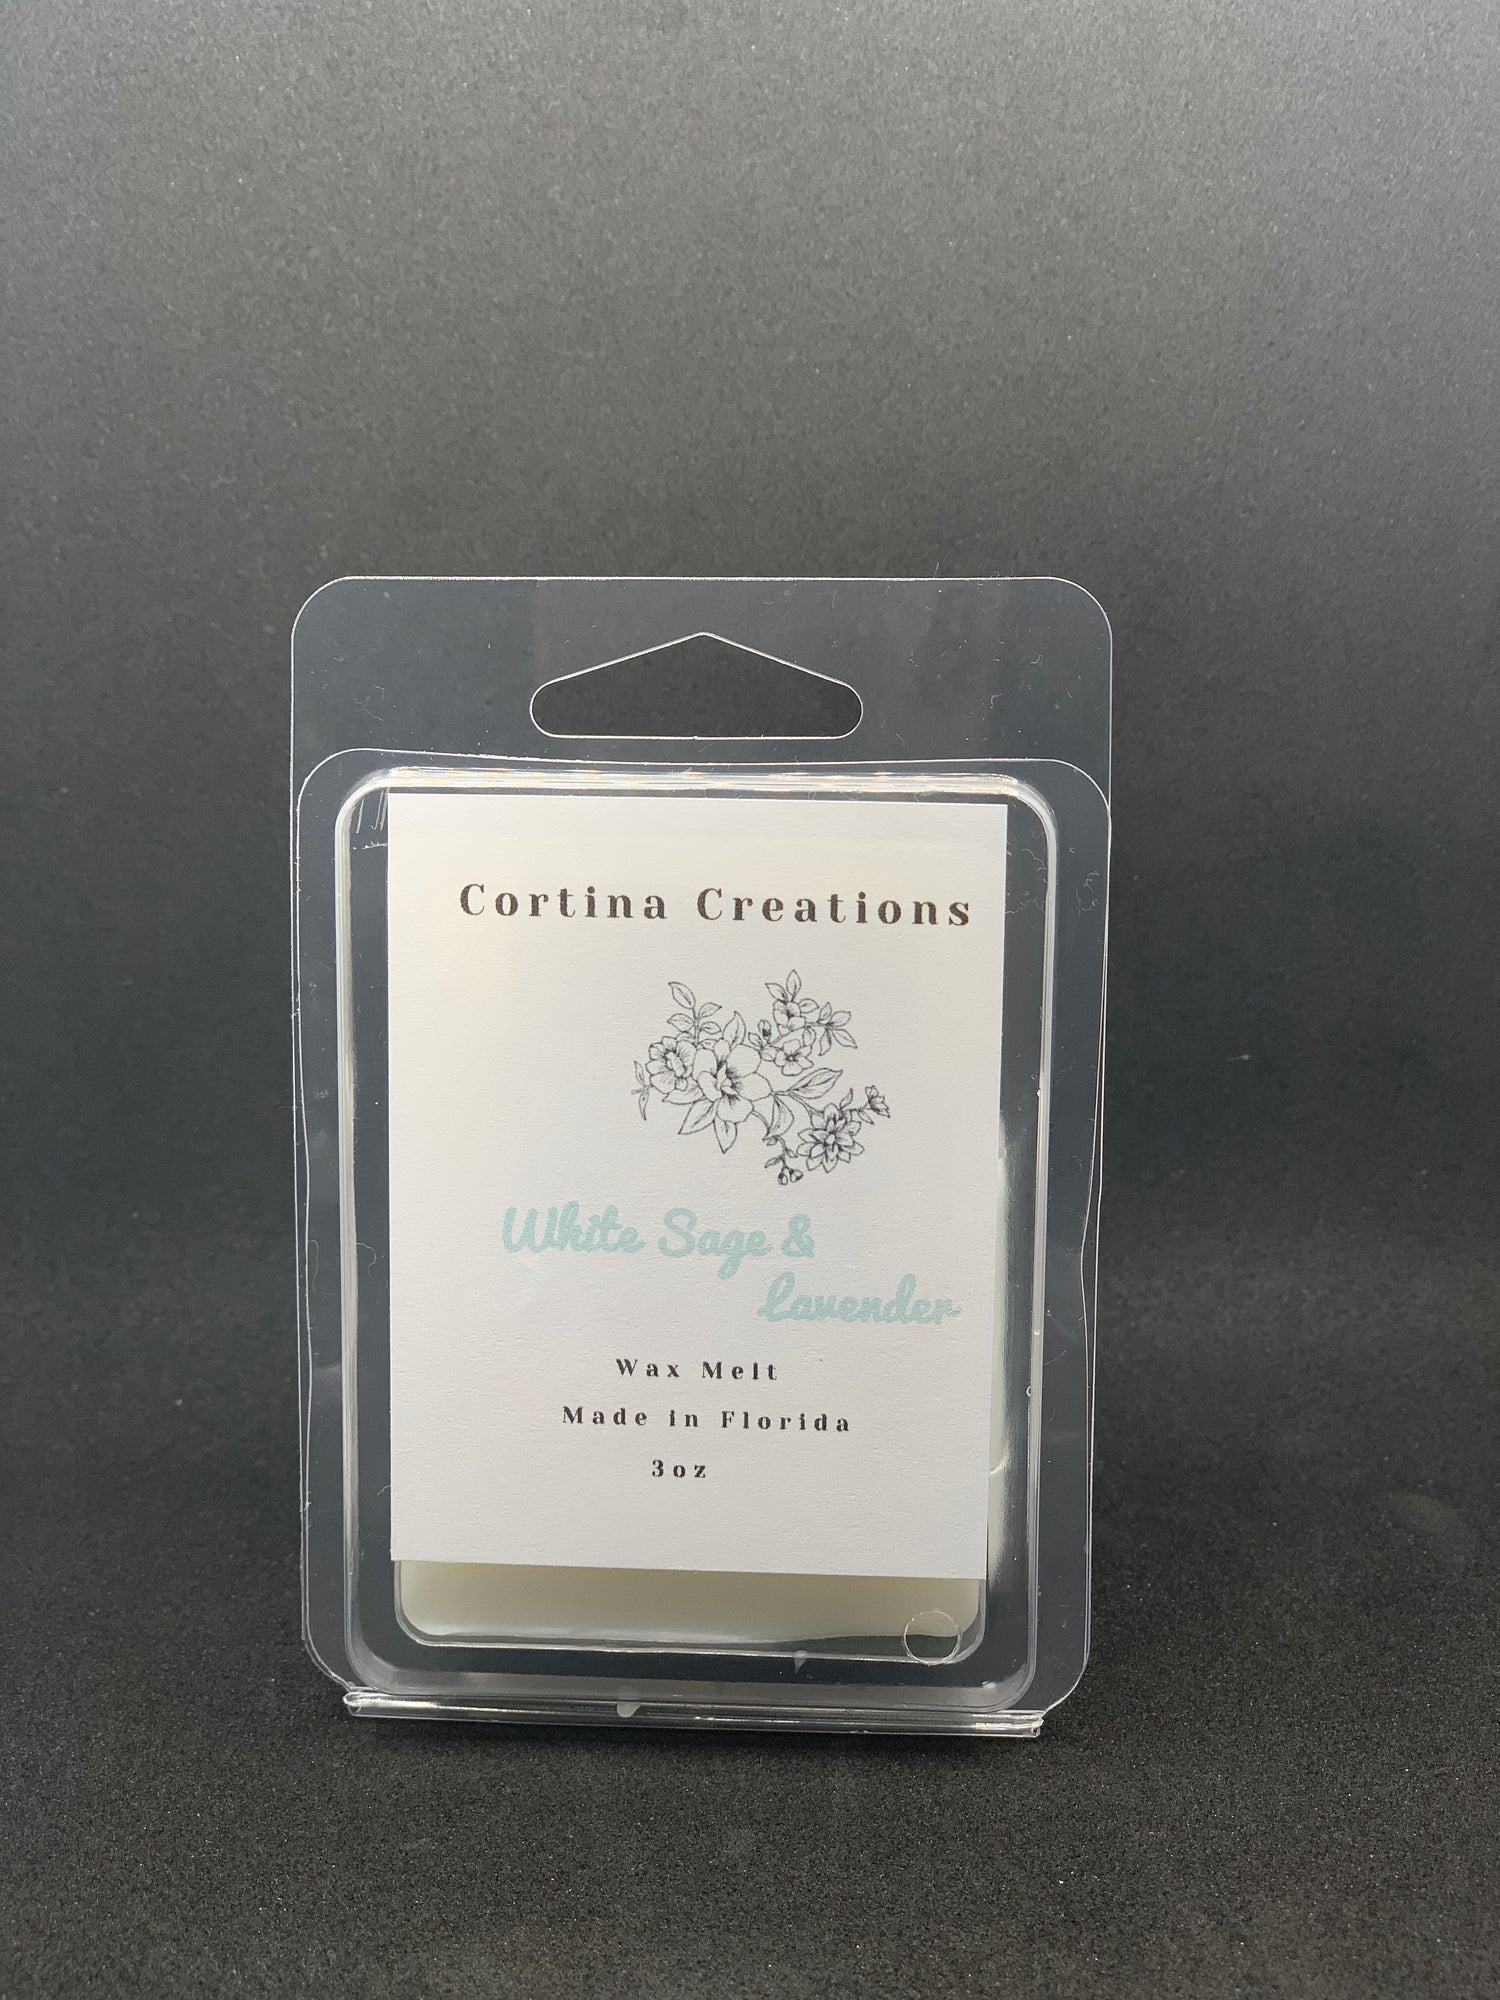 Cortina Creations
White Sage &
Lavender
Wax Melt
Made in Florida
3oz